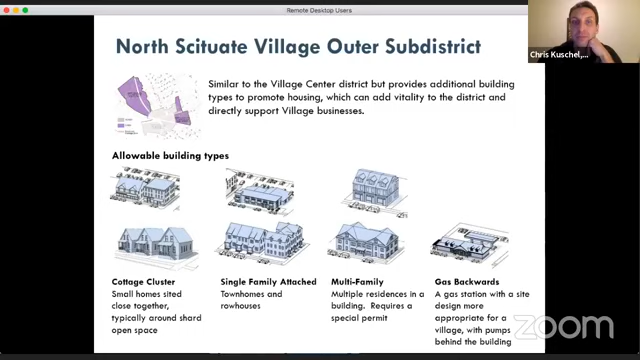 Remote Desktop Users
North Scituate Village Outer Subdistrict
Chris Kuschel,...
Similar to the Village Center district but provides additional building
types to promote housing, which can add vitality to the district and
directly support Village businesses.
Allowable building types
Cottage Cluster
Small homes sited
close together,
typically around shard
open space
Single Family Attached
Townhomes and
rowhouses
Multi-Family
Multiple residences in a
building. Requires a
special permit
Gas Backwards
A gas station with a site
design more
appropriate for a
village, with pumps
behind the building
zoom